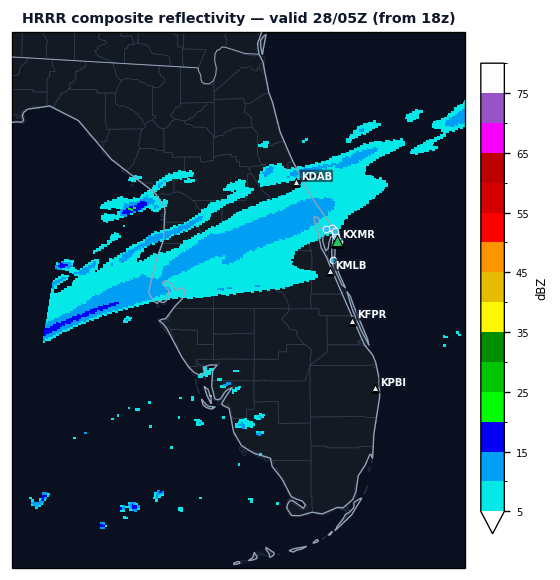 HRRR composite reflectivity — valid 28/05Z (from 18z)
KDAB
KXMR
KMLB
KFPR
KPBI
75
65
55
45
35
25
15
5
dBZ